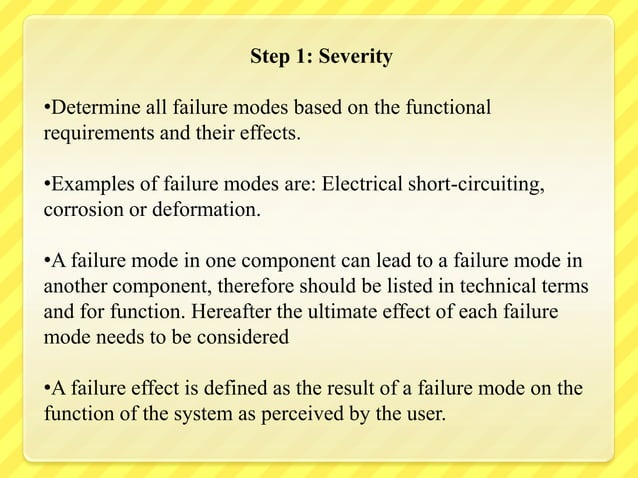 Step 1: Severity
•Determine all failure modes based on the functional
requirements and their effects.
•Examples of failure modes are: Electrical short-circuiting,
corrosion or deformation.
•A failure mode in one component can lead to a failure mode in
another component, therefore should be listed in technical terms
and for function. Hereafter the ultimate effect of each failure
mode needs to be considered
•A failure effect is defined as the result of a failure mode on the
function of the system as perceived by the user.